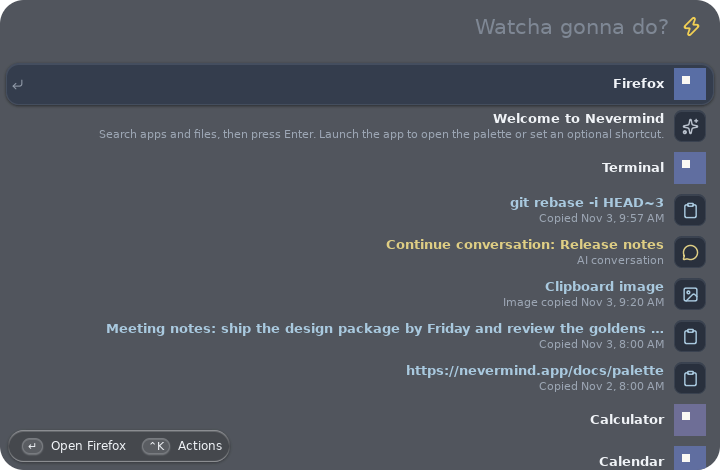 Watcha gonna do?
Firefox
Welcome to Nevermind
Search apps and files, then press Enter. Launch the app to open the palette or set an optional shortcut.
Terminal
git rebase -i HEAD~3
Copied Nov 3, 9:57 AM
Continue conversation: Release notes
AI conversation
Clipboard image
Image copied Nov 3, 9:20 AM
Meeting notes: ship the design package by Friday and review the goldens ...
Copied Nov 3, 8:00 AM
https://nevermind.app/docs/palette
Copied Nov 2, 8:00 AM
Calculator
↵ Open Firefox ^K Actions
Calendar